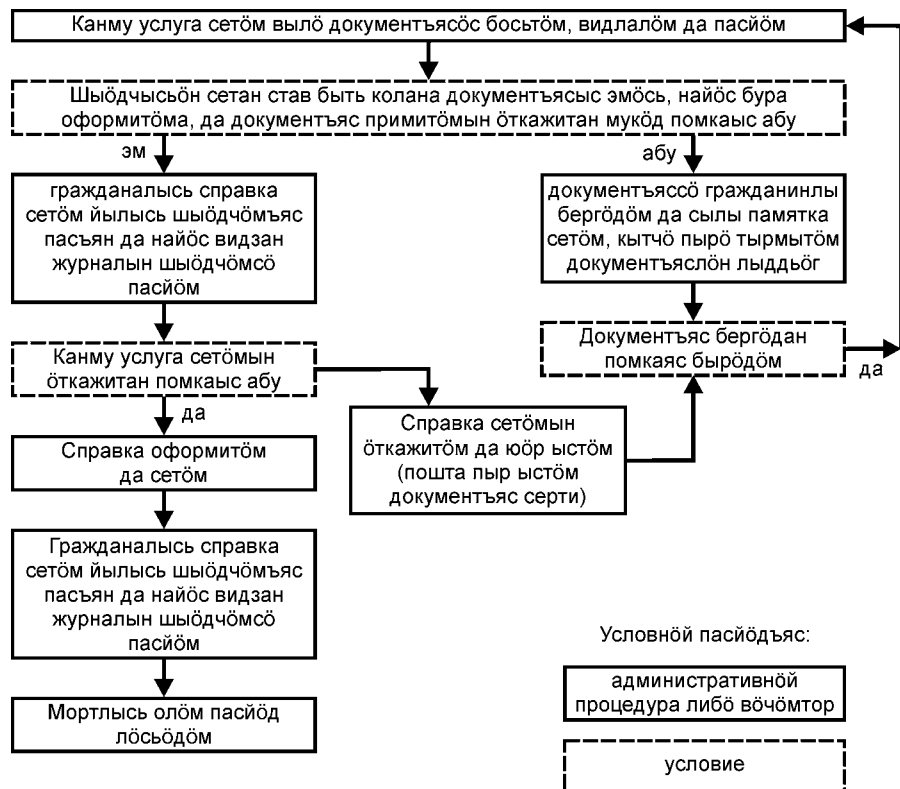 Канму услуга сетӧм вылӧ документъясӧс босьтӧм, видлалӧм да пасйӧм
Шыӧдчысьӧн сетан став быть колана документъясыс эмӧсь, найӧс бура
оформитӧма, да документъяс примитӧмын ӧткажитан мукӧд помкаыс абу
эм
абу
гражданалысь справка
сетӧм йылысь шыӧдчӧмъяс
пасъян да найӧс видзан
журналын шыӧдчӧмсӧ
пасйӧм
документъяссӧ гражданинлы
бергӧдӧм да сылы памятка
сетӧм, кытчӧ пырӧ тырмытӧм
документъяслӧн лыддьӧг
Канму услуга сетӧмын
ӧткажитан помкаыс абу
Документъяс бергӧдан
помкаяс бырӧдӧм
да
да
Справка сетӧмын
ӧткажитӧм да юӧр ыстӧм
(пошта пыр ыстӧм
документъяс серти)
Справка оформитӧм
да сетӧм
Гражданалысь справка
сетӧм йылысь шыӧдчӧмъяс
пасъян да найӧс видзан
журналын шыӧдчӧмсӧ
пасйӧм
Мортлысь олӧм пасйӧд
лӧсьӧдӧм
Условнӧй пасйӧдъяс:
административнӧй
процедура либӧ вӧчӧмтор
условие